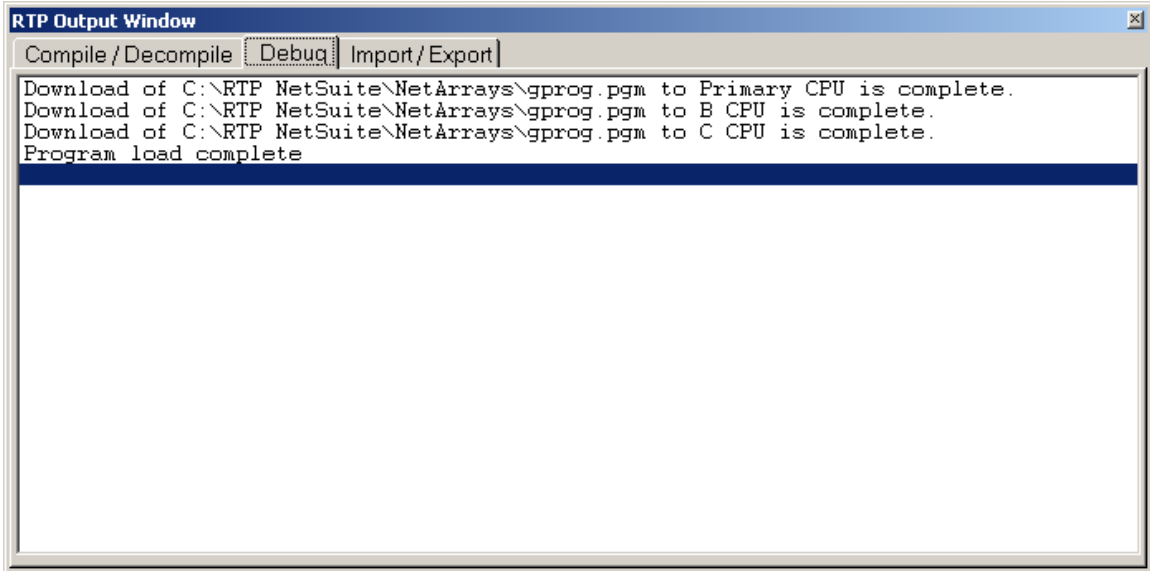 RTP Output Window
Compile / Decompile Debug Import / Export
Download of C:\RTP NetSuite\NetArrays\gprog.pgm to Primary CPU is complete.
Download of C:\RTP NetSuite\NetArrays\gprog.pgm to B CPU is complete.
Download of C:\RTP NetSuite\NetArrays\gprog.pgm to C CPU is complete.
Program load complete